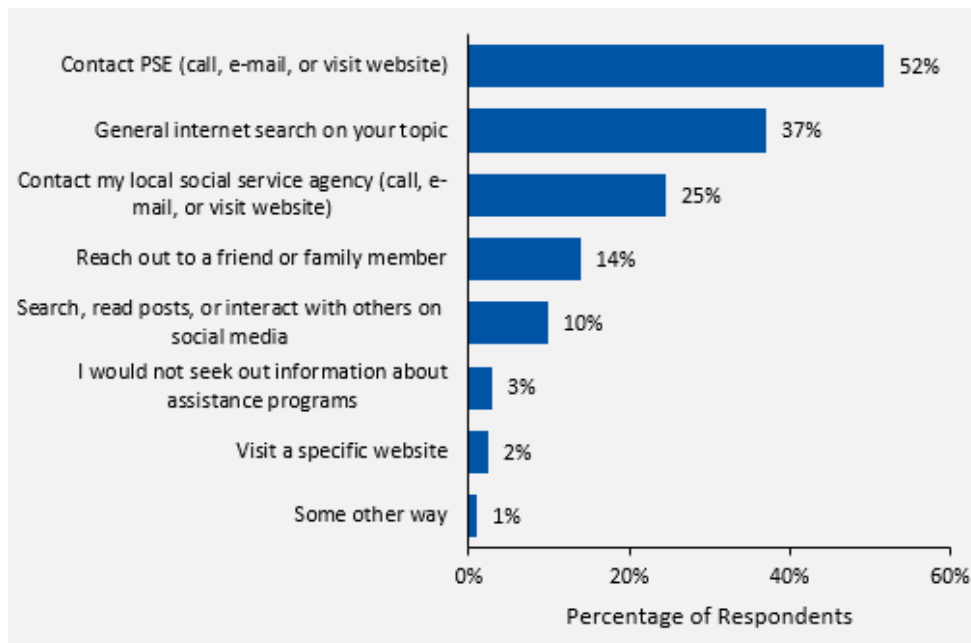 Contact PSE (call, e-mail, or visit website)
52%
General internet search on your topic
37%
Contact my local social service agency (call, e-
mail, or visit website)
25%
Reach out to a friend or family member
14%
Search, read posts, or interact with others on
social media
10%
I would not seek out information about
assistance programs
3%
Visit a specific website
2%
Some other way
1%
0%
20%
40%
60%
Percentage of Respondents